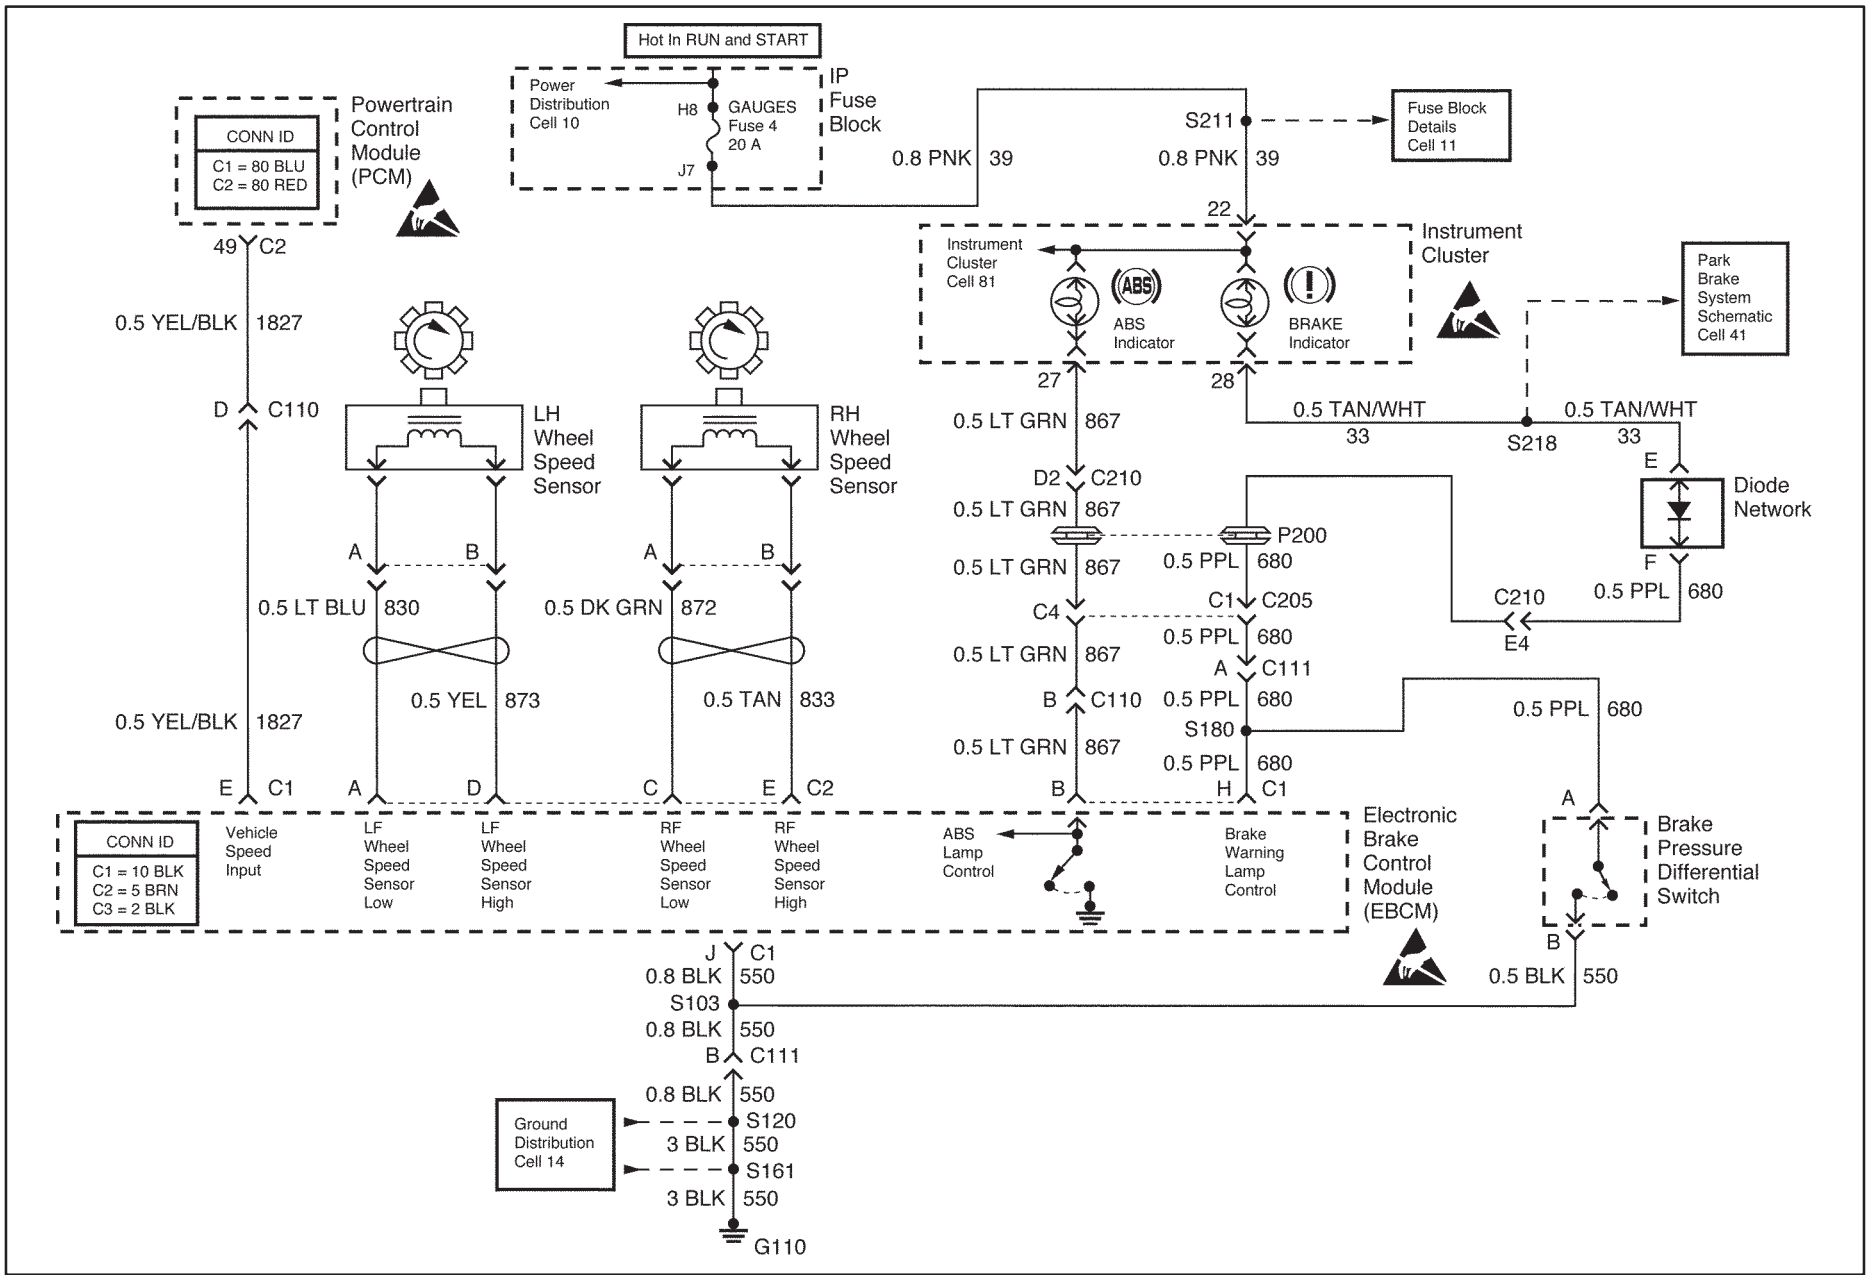 Hot In RUN and START
Power
Distribution
Cell 10
H8
GAUGES
Fuse 4
20 A
J7
IP
Fuse
Block
CONN ID
C1 = 80 BLU
C2 = 80 RED
Powertrain
Control
Module
(PCM)
49 C2
0.8 PNK 39
S211
0.8 PNK 39
Fuse Block
Details
Cell 11
22
Instrument
Cluster
Cell 81
ABS
ABS
Indicator
!
BRAKE
Indicator
Instrument
Cluster
Park
Brake
System
Schematic
Cell 41
27
28
0.5 YEL/BLK 1827
D C110
LH
Wheel
Speed
Sensor
RH
Wheel
Speed
Sensor
0.5 LT GRN 867
0.5 TAN/WHT
33
S218
0.5 TAN/WHT
33
E
Diode
Network
F
D2 C210
0.5 LT GRN 867
P200
0.5 LT GRN 867
0.5 PPL 680
0.5 PPL 680
C210
E4
A B
A B
0.5 LT BLU 830
0.5 DK GRN 872
C4
C1 C205
0.5 PPL 680
0.5 LT GRN 867
A C111
0.5 YEL 873
0.5 TAN 833
B C110
0.5 PPL 680
S180
0.5 PPL 680
0.5 YEL/BLK 1827
0.5 LT GRN 867
0.5 PPL 680
E C1
A D
C E C2
B
H C1
A
CONN ID
C1 = 10 BLK
C2 = 5 BRN
C3 = 2 BLK
Vehicle
Speed
Input
LF
Wheel
Speed
Sensor
Low
LF
Wheel
Speed
Sensor
High
RF
Wheel
Speed
Sensor
Low
RF
Wheel
Speed
Sensor
High
ABS
Lamp
Control
Brake
Warning
Lamp
Control
Electronic
Brake
Control
Module
(EBCM)
Brake
Pressure
Differential
Switch
B
0.5 BLK 550
J C1
0.8 BLK 550
S103
0.8 BLK 550
B C111
0.8 BLK 550
Ground
Distribution
Cell 14
S120
3 BLK 550
S161
3 BLK 550
G110